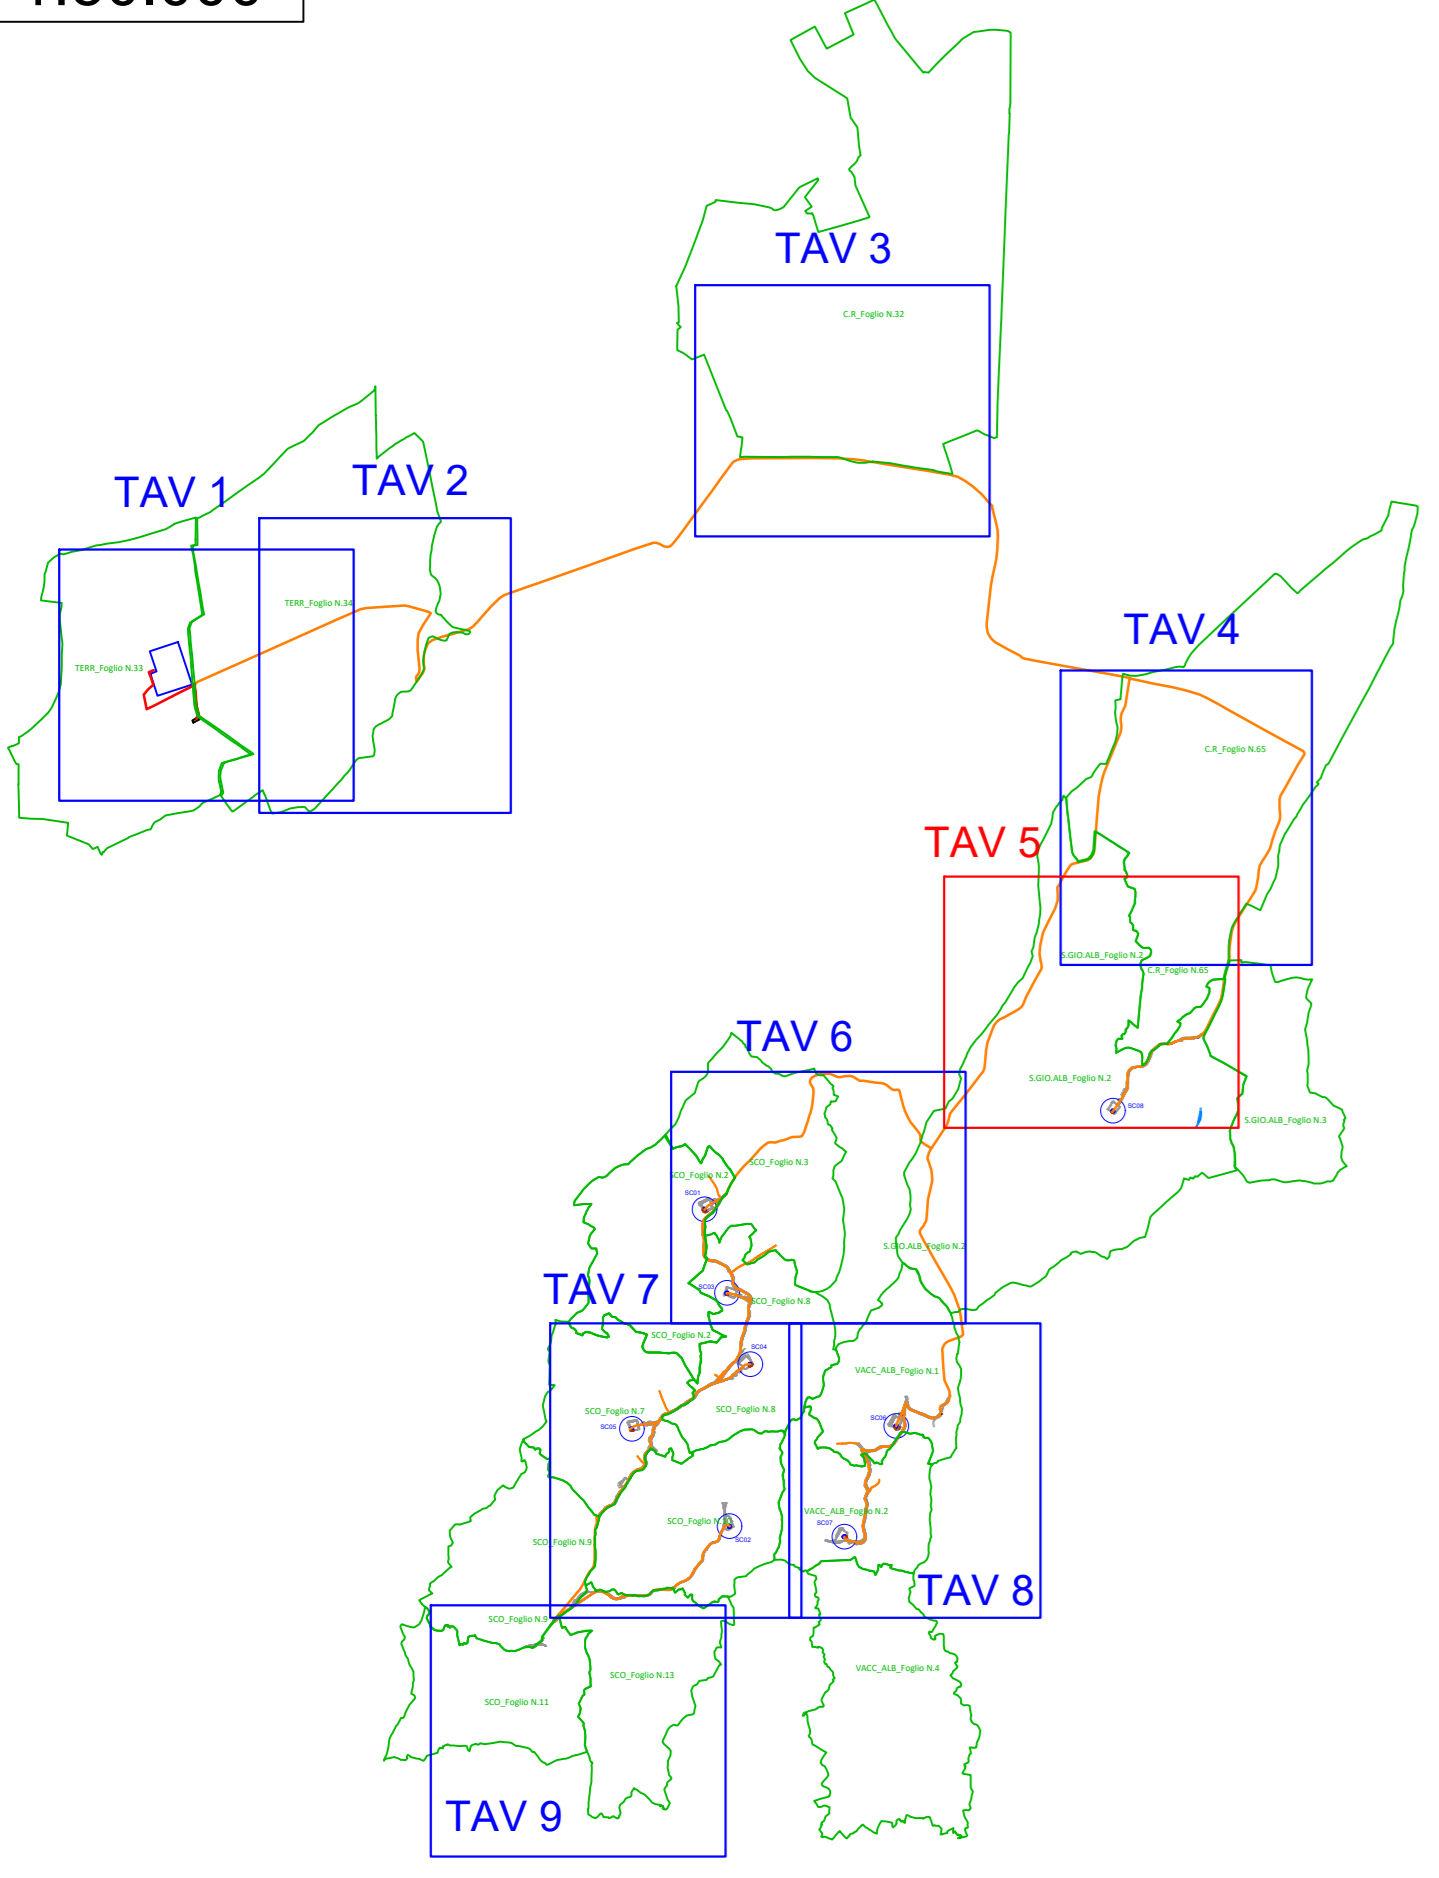 TAV 3
C.R_Foglio N.32
TAV 2
TAV 1
TERR_Foglio N.34
TERR_Foglio N.33
TAV 4
C.R_Foglio N.65
TAV 5
S.GIO.ALB_Foglio N.2
C.R_Foglio N.65
TAV 6
S.GIO.ALB_Foglio N.2
SC08
S.GIO.ALB_Foglio N.3
SCO_Foglio N.3
SCO_Foglio N.2
SC01
S.GIO.ALB_Foglio N.2
TAV 7
SC03
SCO_Foglio N.8
SCO_Foglio N.2
SC04
VACC_ALB_Foglio N.1
SCO_Foglio N.7
SCO_Foglio N.8
SC05
SC06
VACC_ALB_Foglio N.2
SCO_Foglio
SC07
SC02
SCO_Foglio N.9
TAV 8
SCO_Foglio N.9
VACC_ALB_Foglio N.4
SCO_Foglio N.13
SCO_Foglio N.11
TAV 9